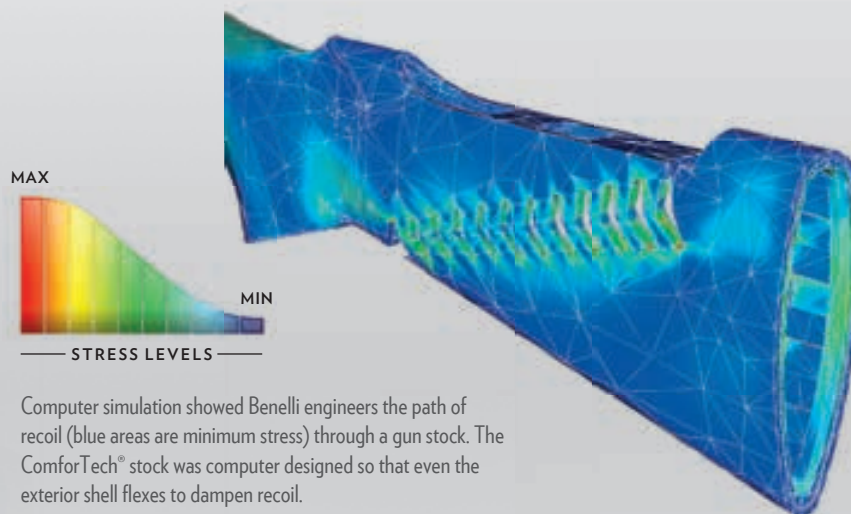 MAX
MIN
STRESS LEVELS
Computer simulation showed Benelli engineers the path of
recoil (blue areas are minimum stress) through a gun stock. The
ComforTech® stock was computer designed so that even the
exterior shell flexes to dampen recoil.